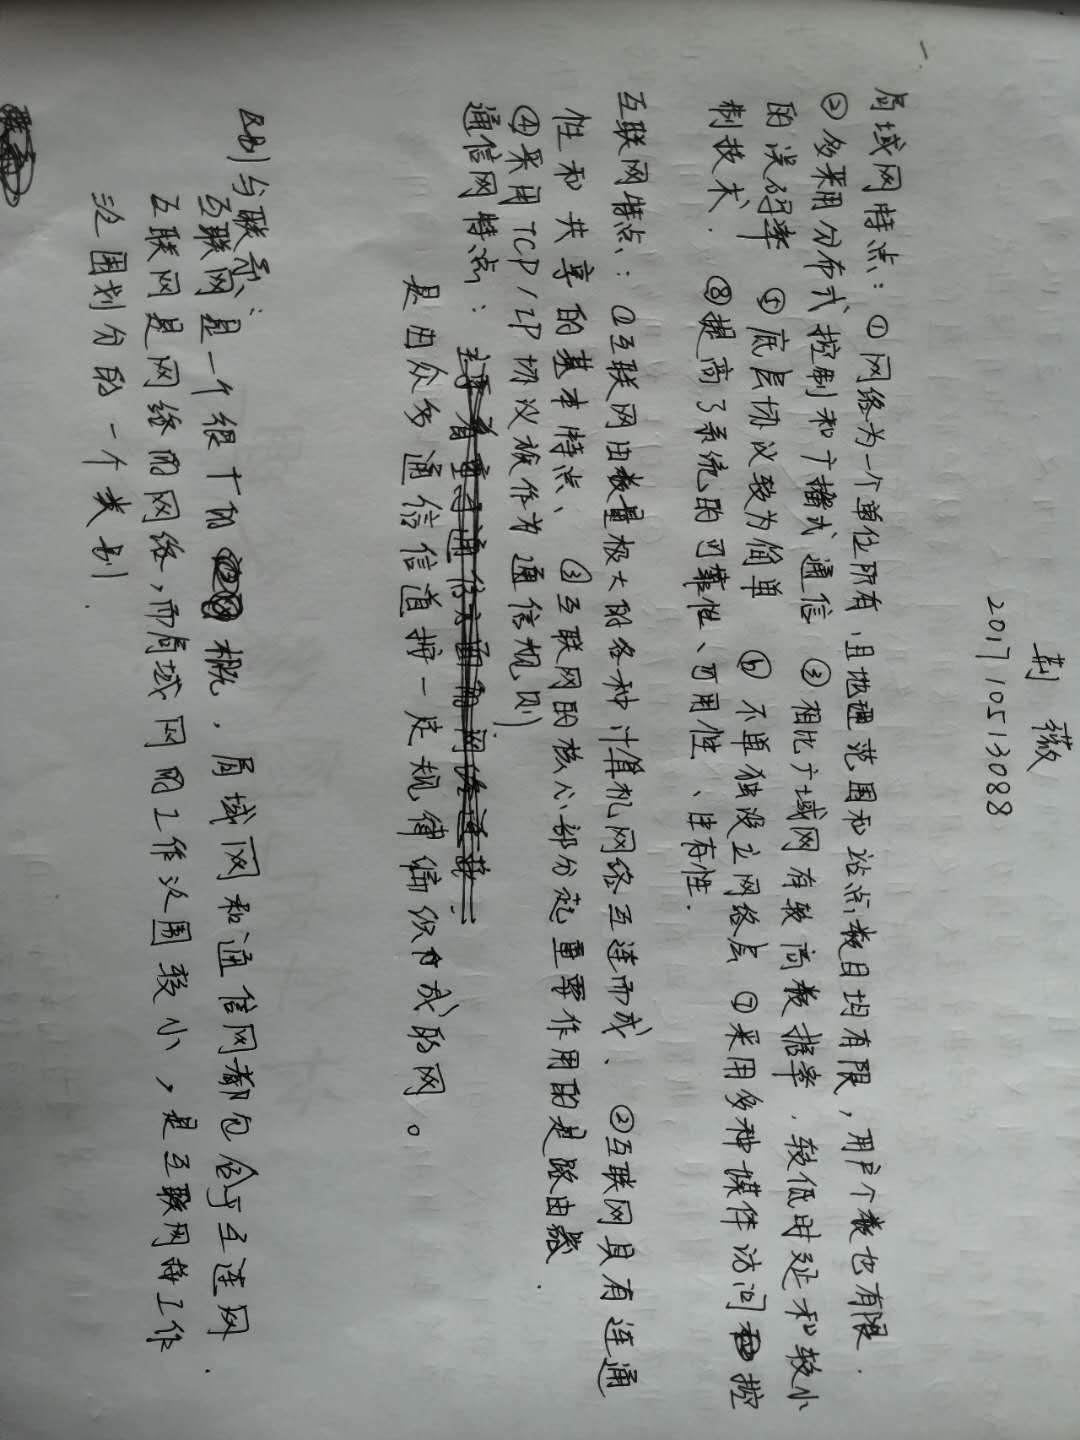 荆薇
201710513088
一
局域网特点：①网络为一个单位所有，且地理范围和站点数目均有限，用户个数也有限．
②多采用分布式控制和广播式通信 ③相比广域网有较高数据率．较低时延和较小
的误码率 ④底层协议较为简单 ⑥不单独设立网络层 ⑦采用多种媒体访问控
制技术． ⑧提高了系统的可靠性、可用性、生存性．
互联网特点：①互联网由数量极大的各种计算机网络互连而成、 ②互联网具有连通
性和共享的基本特点、 ③互联网的核心部分起重要作用的是路由器．
④采用TCP/IP协议族作为通信规则
通信网特点：
是由众多通信信道按一定规律编织成的网。
区别与联系：
互联网是一个很广的概．局域网和通信网都包含于互连网．
互联网是网络的网络，而局域网的工作范围较小，是互联网按工作
范围划分的一个类别．